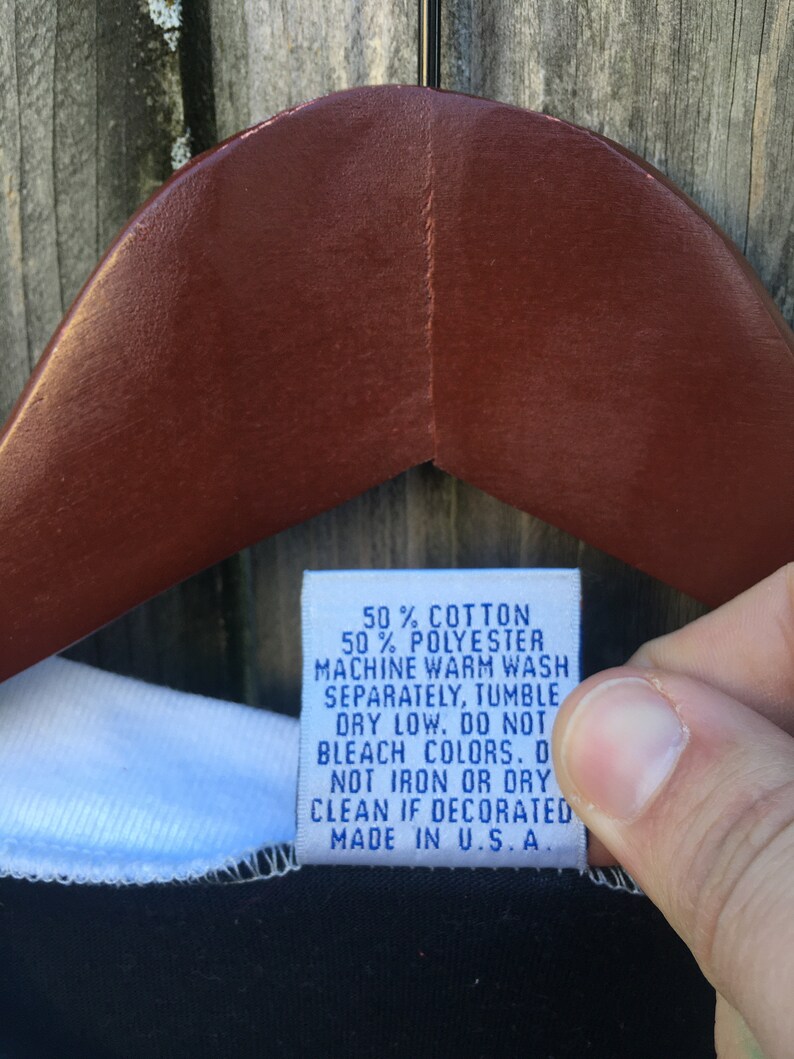 50 % COTTON
50 % POLYESTER
MACHINE WARM WASH
SEPARATELY, TUMBLE
DRY LOW. DO NOT
BLEACH COLORS. D
NOT IRON OR DRY
CLEAN IF DECORATED
MADE IN U.S.A.